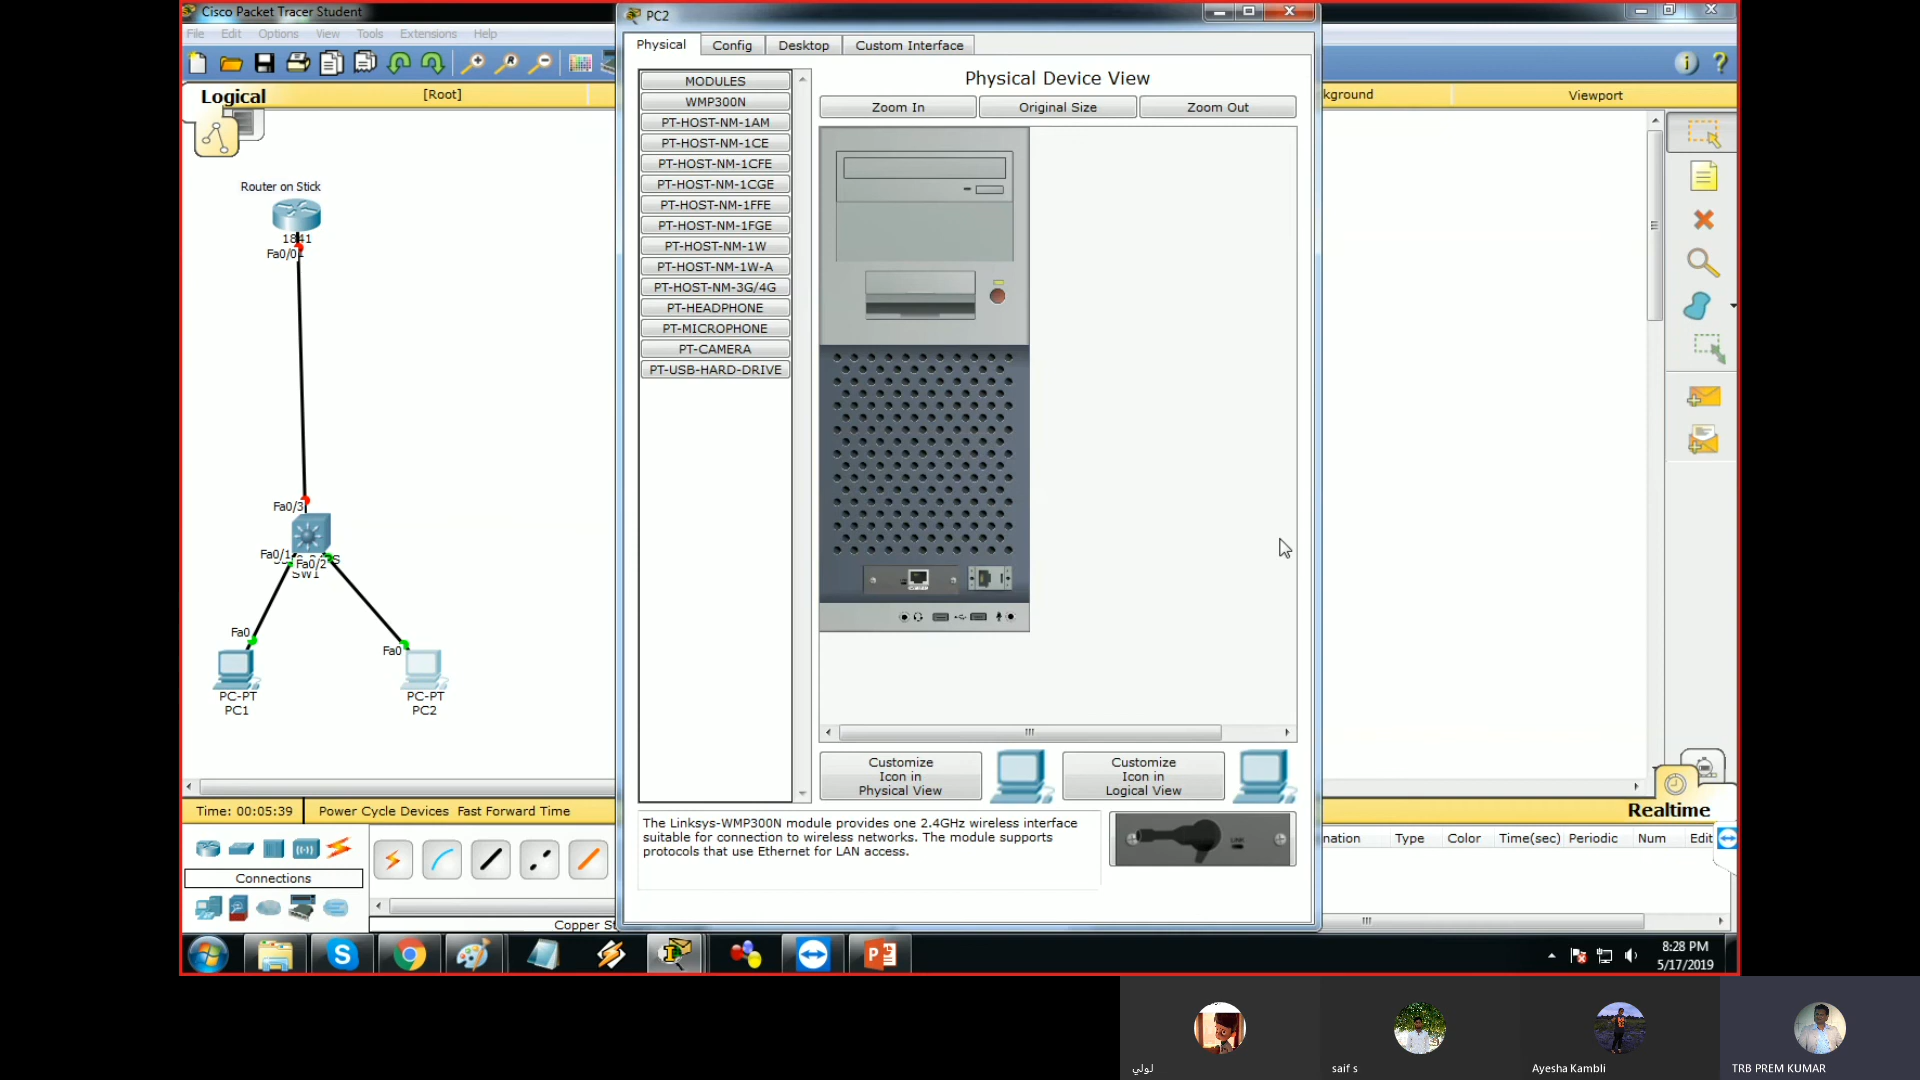 Cisco Packet Tracer Student
File Edit Options View Tools Extensions Help
Logical
[Root]
Router on Stick
1841
Fa0/0
Fa0/3
Fa0/1
Fa0/2
SW1
Fa0
Fa0
PC-PT
PC1
PC-PT
PC2
Time: 00:05:39
Power Cycle Devices Fast Forward Time
Connections
PC2
Physical
Config
Desktop
Custom Interface
MODULES
WMP300N
PT-HOST-NM-1AM
PT-HOST-NM-1CE
PT-HOST-NM-1CFE
PT-HOST-NM-1CGE
PT-HOST-NM-1FFE
PT-HOST-NM-1FGE
PT-HOST-NM-1W
PT-HOST-NM-1W-A
PT-HOST-NM-3G/4G
PT-HEADPHONE
PT-MICROPHONE
PT-CAMERA
PT-USB-HARD-DRIVE
Physical Device View
Zoom In
Original Size
Zoom Out
Customize
Icon in
Physical View
Customize
Icon in
Logical View
The Linksys-WMP300N module provides one 2.4GHz wireless interface
suitable for connection to wireless networks. The module supports
protocols that use Ethernet for LAN access.
Viewport
Realtime
Type Color Time(sec) Periodic Num Edit
8:28 PM
5/17/2019
لولي
saif s
Ayesha Kambli
TRB PREM KUMAR